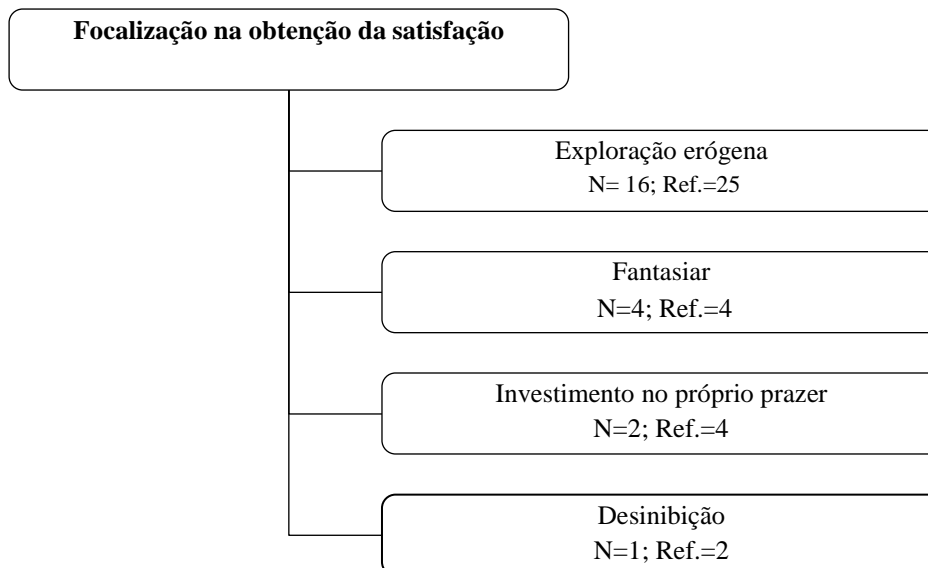 Focalização na obtenção da satisfação
Exploração erógena
N= 16; Ref.=25
Fantasiar
N=4; Ref.=4
Investimento no próprio prazer
N=2; Ref.=4
Desinibição
N=1; Ref.=2